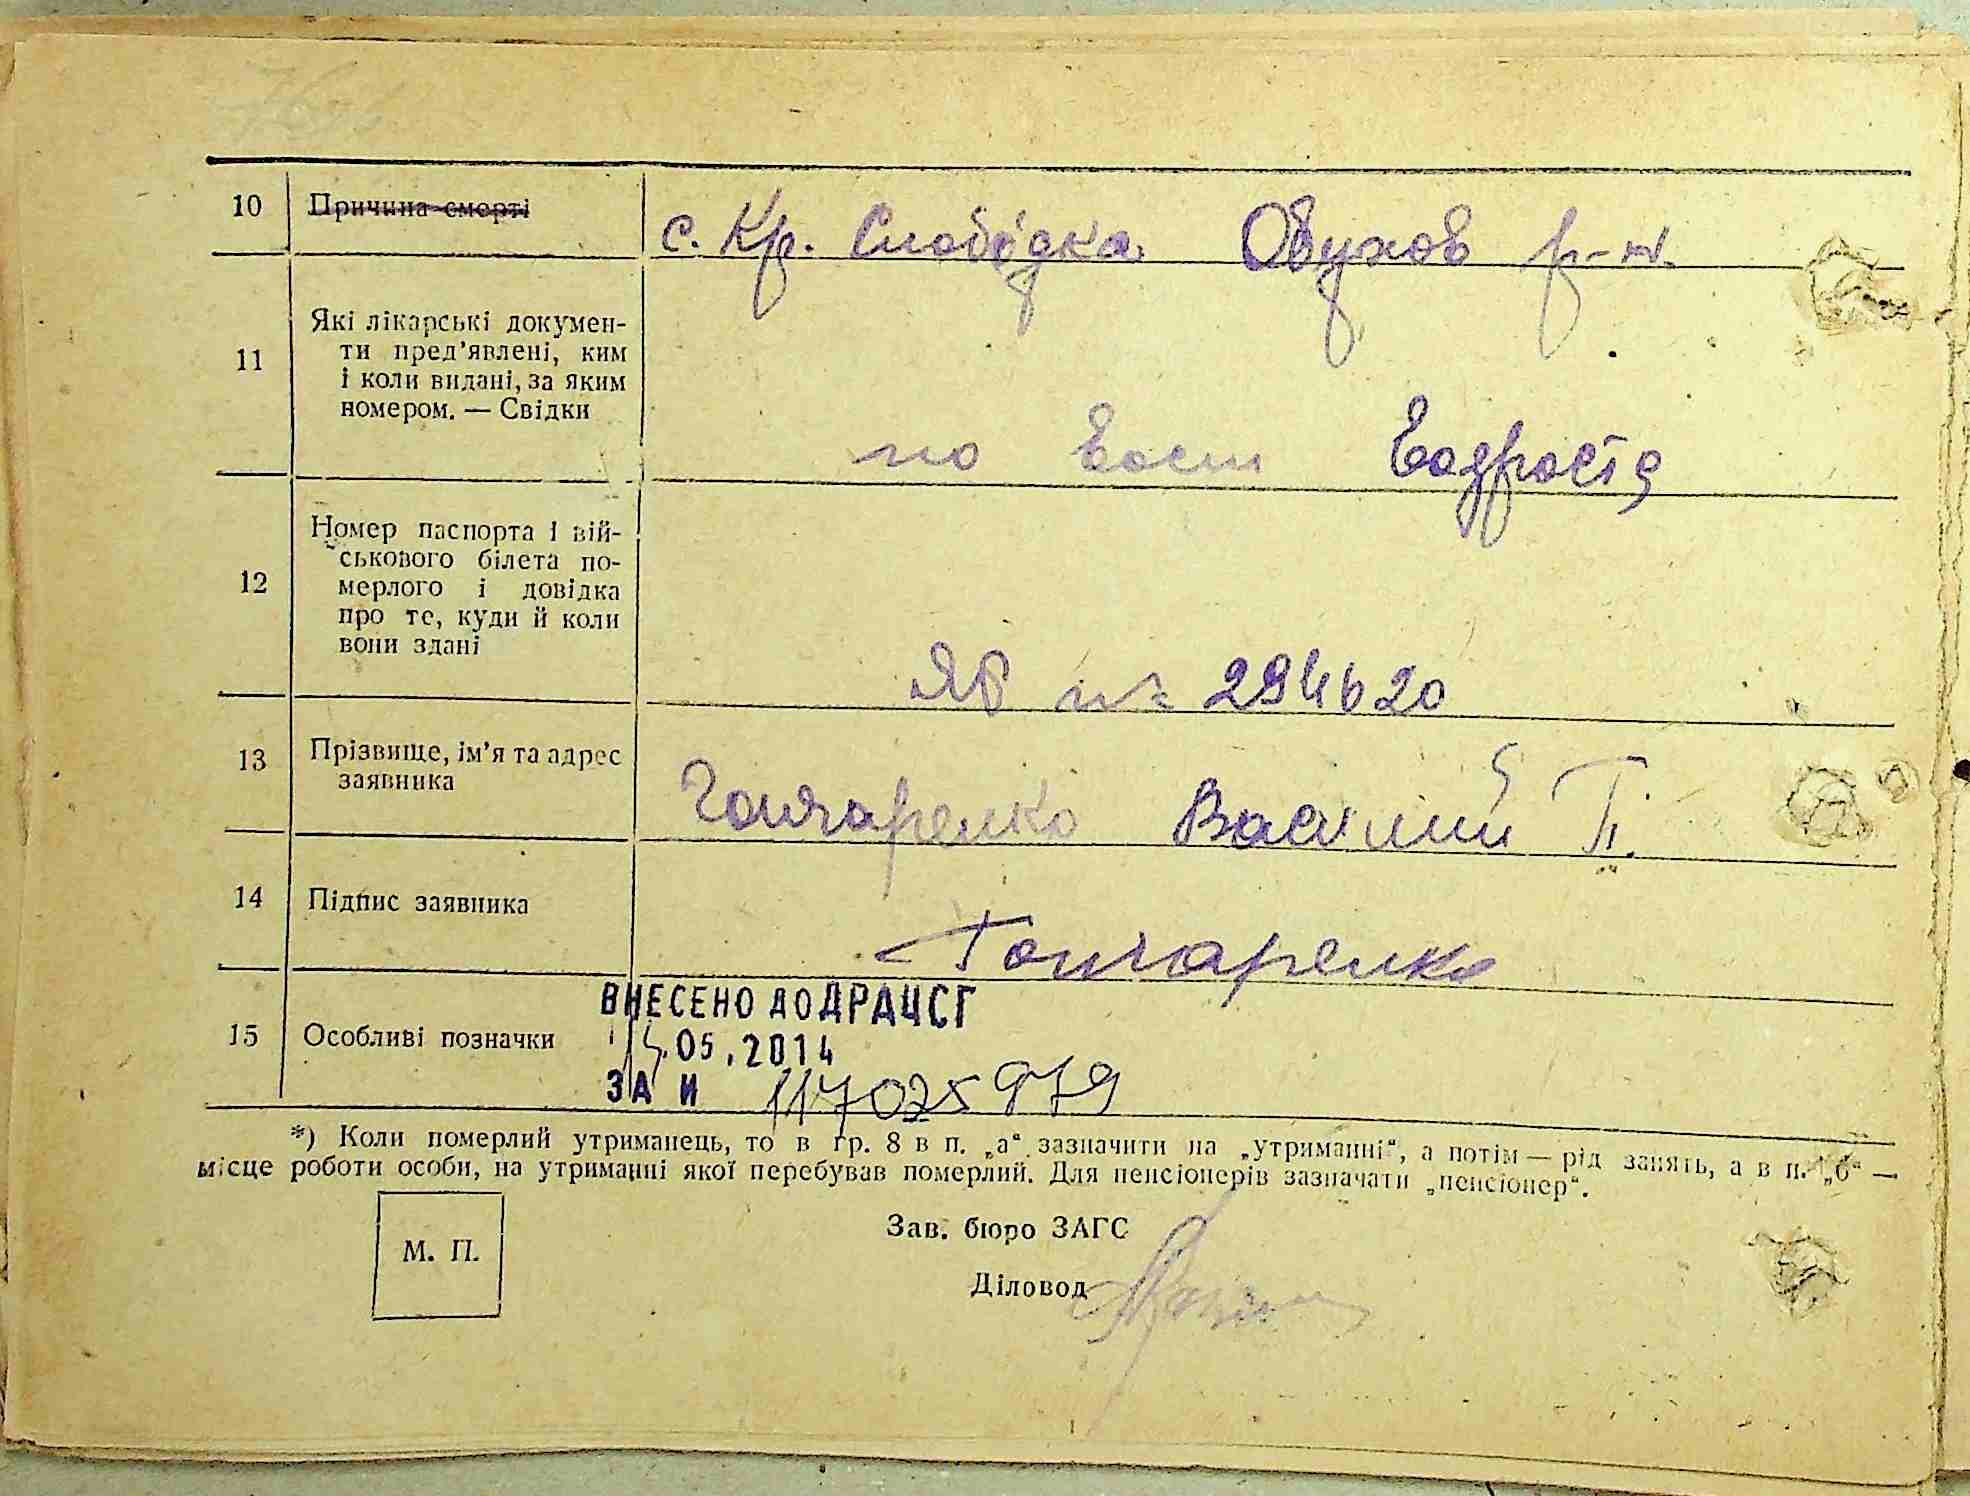 10 Причина смерті с. Кр. Слобідка Обухов р-н.
11 Які лікарські докумен-
ти пред'явлені, ким
і коли видані, за яким
номером. — Свідки
по
12 Номер паспорта і вій-
ськового білета по-
мерлого і довідка
про те, куди й коли
вони здані
ЯБ № 294620
13 Прізвище, ім'я та адрес
заявника
Гончаренко Василий П.
14 Підпис заявника Гончаренко
ВНЕСЕНО ДО ДРАЦСГ
15 Особливі позначки
.05.2014
ЗА И 117025979
*) Коли померлий утриманець, то в гр. 8 в п. „а“ зазначити на „утриманні“, а потім — рід занять, а в п. „б“ —
місце роботи особи, на утриманні якої перебував померлий. Для пенсіонерів зазначати „пенсіонер“.
Зав. бюро ЗАГС
М. П.
Діловод